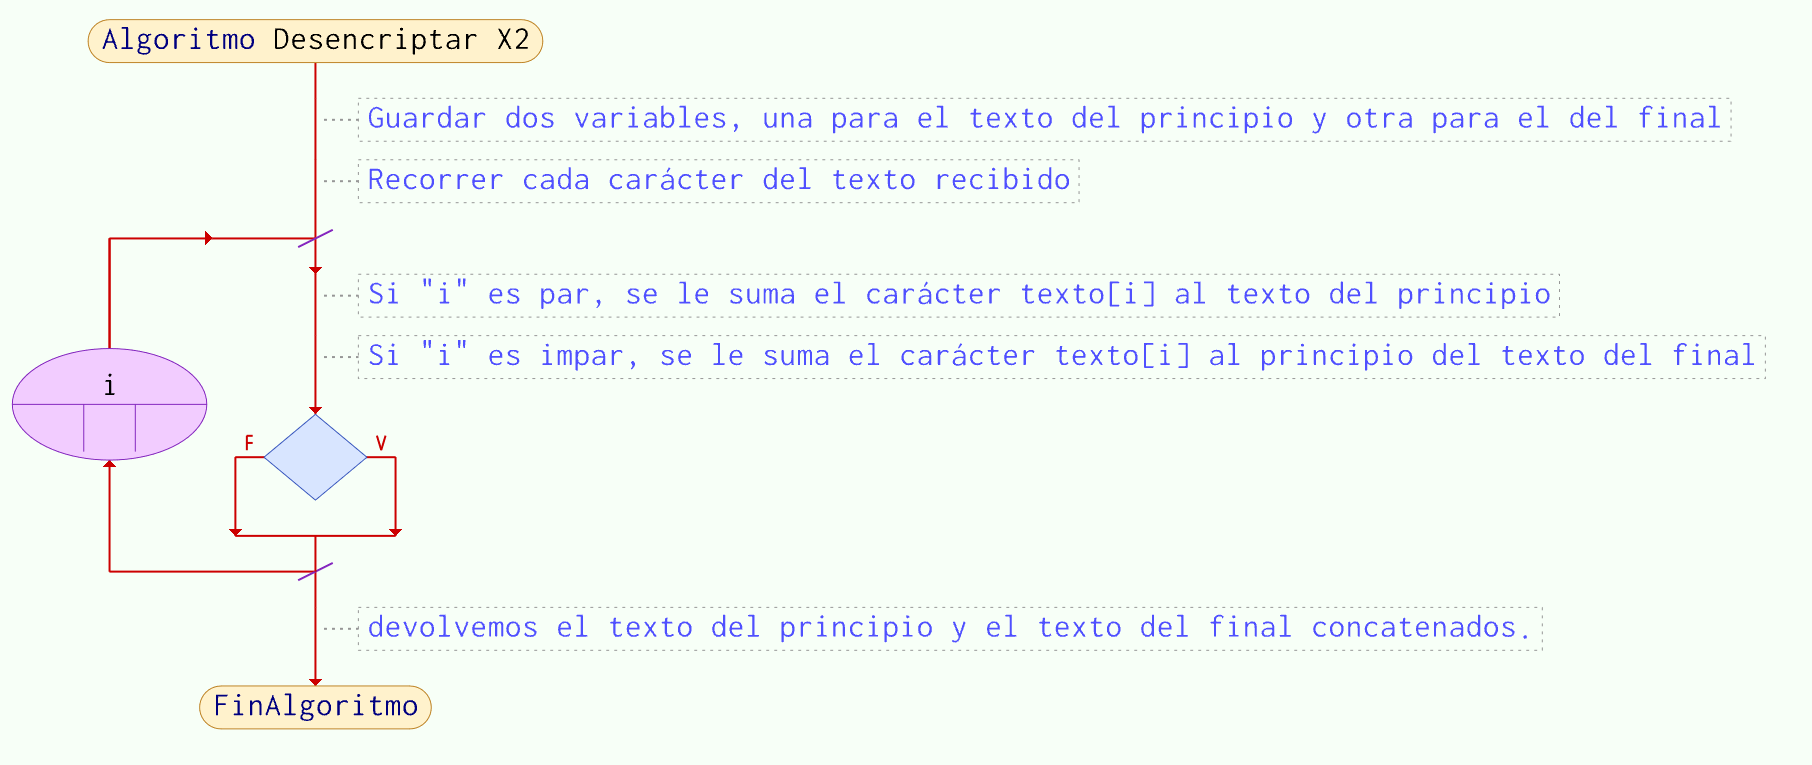 Algoritmo Desencriptar X2
Guardar dos variables, una para el texto del principio y otra para el del final
Recorrer cada carácter del texto recibido
Si "i" es par, se le suma el carácter texto[i] al texto del principio
Si "i" es impar, se le suma el carácter texto[i] al principio del texto del final
i
F
V
devolvemos el texto del principio y el texto del final concatenados.
FinAlgoritmo